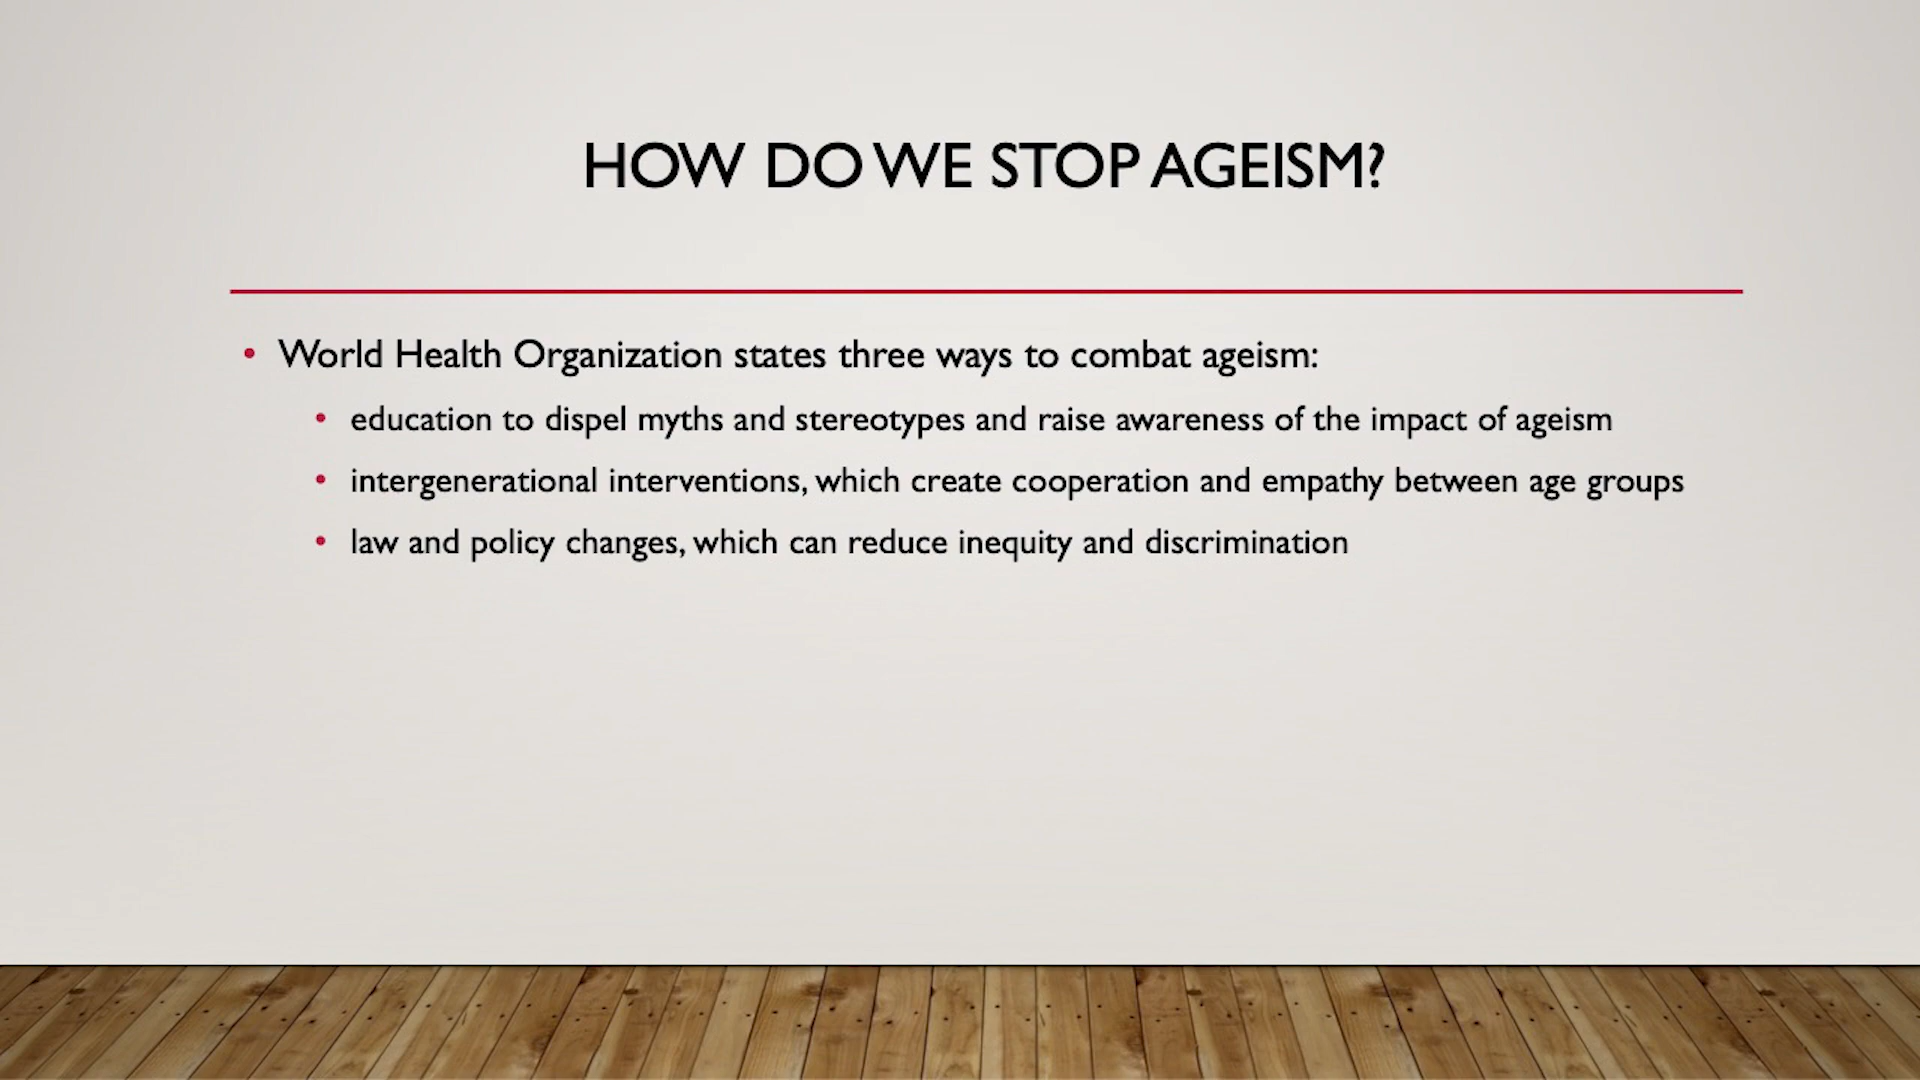 HOW DO WE STOP AGEISM?
• World Health Organization states three ways to combat ageism:
• education to dispel myths and stereotypes and raise awareness of the impact of ageism
• intergenerational interventions, which create cooperation and empathy between age groups
• law and policy changes, which can reduce inequity and discrimination